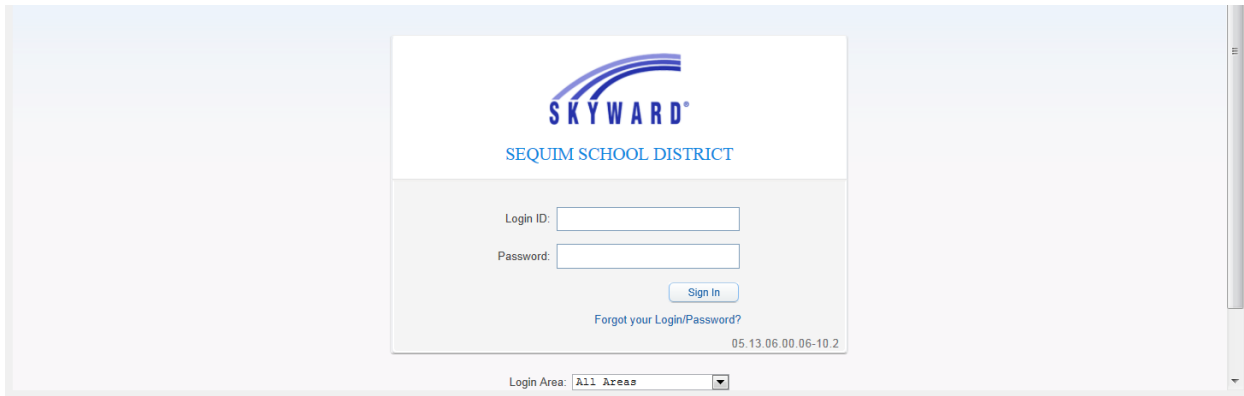 SKYWARD®
SEQUIM SCHOOL DISTRICT
Login ID:
Password:
Sign In
Forgot your Login/Password?
05.13.06.00.06-10.2
Login Area: All Areas